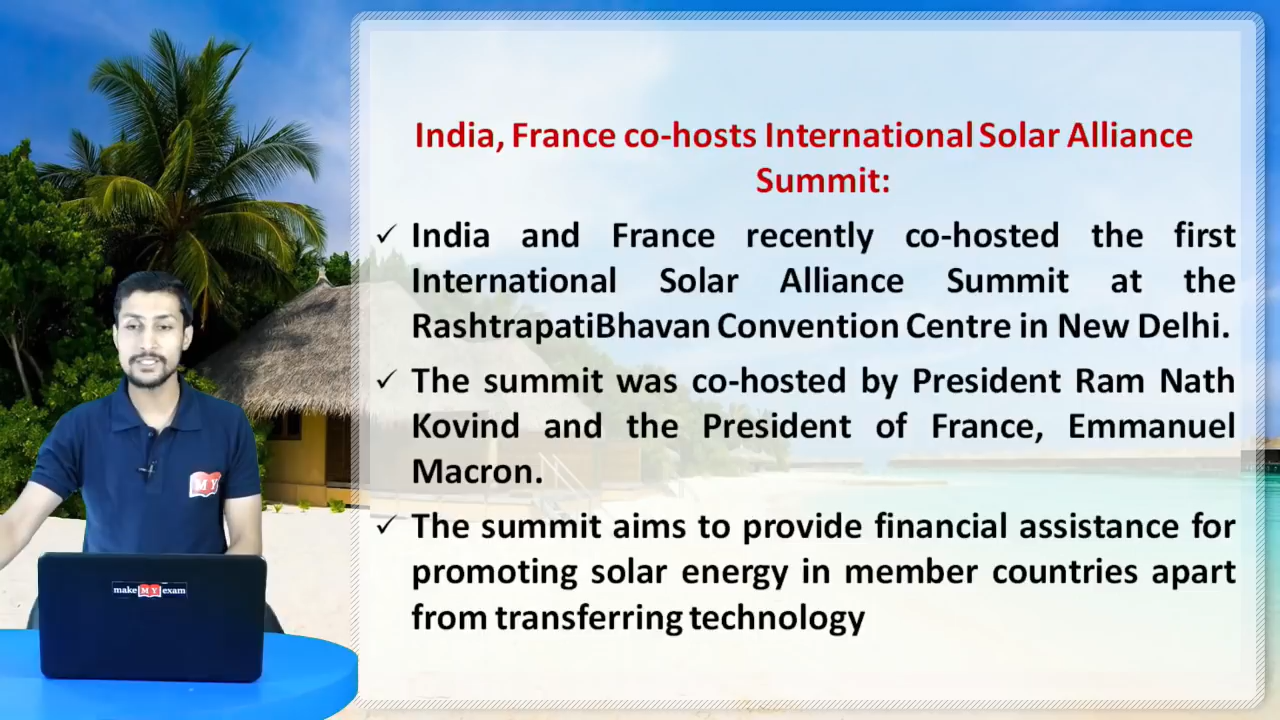 India, France co-hosts International Solar Alliance
Summit:
✓ India and France recently co-hosted the first
International Solar Alliance Summit at the
RashtrapatiBhavan Convention Centre in New Delhi.
✓ The summit was co-hosted by President Ram Nath
Kovind and the President of France, Emmanuel
Macron.
✓ The summit aims to provide financial assistance for
promoting solar energy in member countries apart
from transferring technology
MY
make MY exam